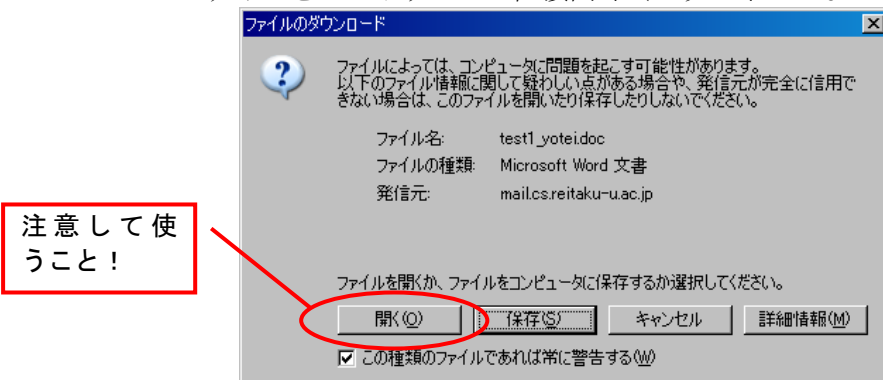 ファイルのダウンロード
ファイルによっては、コンピュータに問題を起こす可能性があります。
以下のファイル情報に関して疑わしい点がある場合や、発信元が完全に信用で
きない場合は、このファイルを開いたり保存したりしないでください。
ファイル名: test1_yotei.doc
ファイルの種類: Microsoft Word 文書
発信元: mail.cs.reitaku-u.ac.jp
注意して使
うこと！
ファイルを開くか、ファイルをコンピュータに保存するか選択してください。
開く(O) 保存(S) キャンセル 詳細情報(M)
この種類のファイルであれば常に警告する(W)